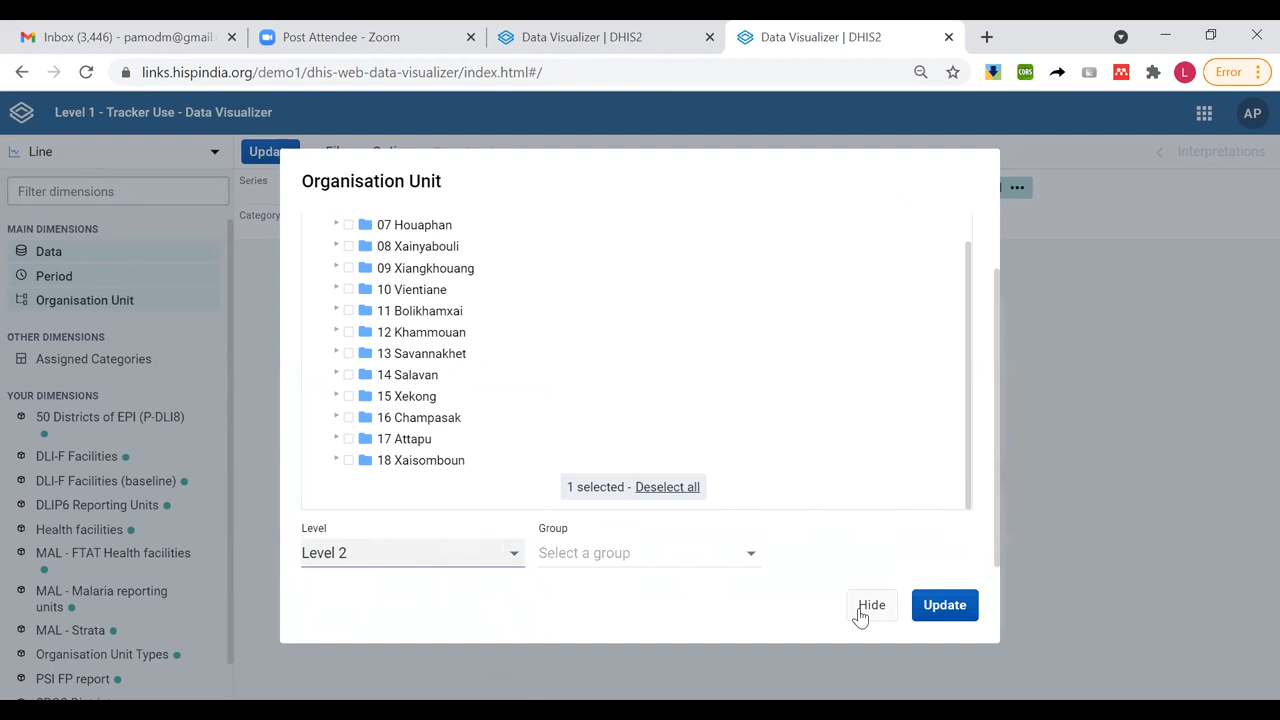 Inbox (3,446) - pamodm@gmail.
Post Attendee - Zoom
Data Visualizer | DHIS2
Data Visualizer | DHIS2
links.hispindia.org/demo1/dhis-web-data-visualizer/index.html#/
CORS
L
Error
Level 1 - Tracker Use - Data Visualizer
AP
Line
Interpretations
Filter dimensions
Series
Category
MAIN DIMENSIONS
Data
Period
Organisation Unit
OTHER DIMENSIONS
Assigned Categories
YOUR DIMENSIONS
50 Districts of EPI (P-DLI8)
DLI-F Facilities
DLI-F Facilities (baseline)
DLIP6 Reporting Units
Health facilities
MAL - FTAT Health facilities
MAL - Malaria reporting
units
MAL - Strata
Organisation Unit Types
PSI FP report
Organisation Unit
07 Houaphan
08 Xainyabouli
09 Xiangkhouang
10 Vientiane
11 Bolikhamxai
12 Khammouan
13 Savannakhet
14 Salavan
15 Xekong
16 Champasak
17 Attapu
18 Xaisomboun
1 selected - Deselect all
Level
Group
Level 2
Select a group
Hide
Update